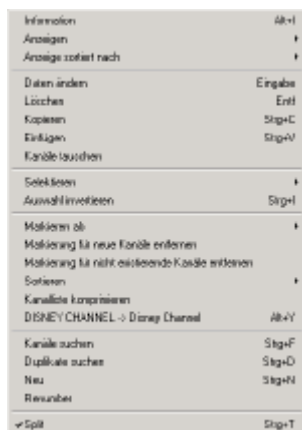 Information Alt+I
Anzeigen
Anzeige sortiert nach
Daten ändern Eingabe
Löschen Entf
Kopieren Strg+C
Einfügen Strg+V
Kanäle tauschen
Selektieren
Auswahl invertieren Strg+I
Markieren ab
Markierung für neue Kanäle entfernen
Markierung für nicht existierende Kanäle entfernen
Sortieren
Kanalliste komprimieren
DISNEY CHANNEL -> Disney Channel Alt+Y
Kanäle suchen Strg+F
Duplikate suchen Strg+D
Neu Strg+N
Renumber
Split Strg+T